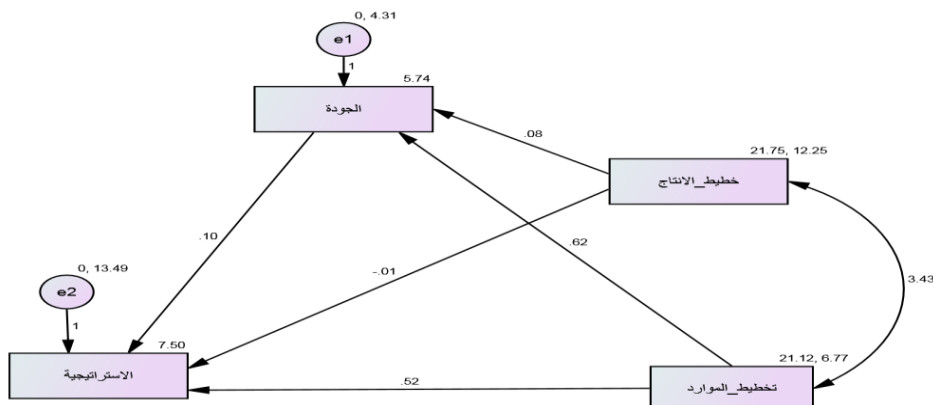 0, 4.31
e1
1
5.74
الجودة
.08
21.75, 12.25
خطيط_الانتاج
.10
.62
-.01
3.43
0, 13.49
e2
1
7.50
الاستراتيجية
.52
21.12, 6.77
تخطيط_الموارد